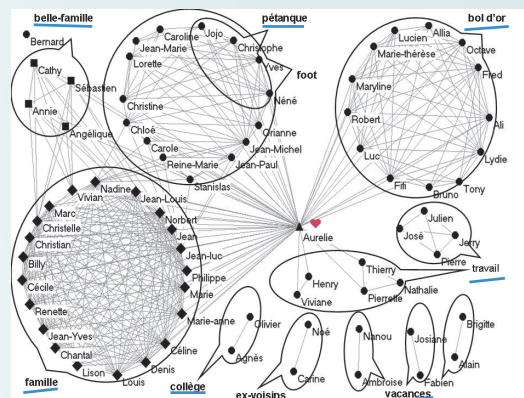 belle-famille
pétanque
bol d'or
Bernard
Cathy
Sébastien
Annie
Angélique
Caroline
Jojo
Jean-Marie
Christophe
Lorette
Yves
foot
Christine
Néné
Chloé
Orianne
Carole
Jean-Michel
Reine-Marie
Jean-Paul
Stanislas
Lucien
Allia
Marie-thérèse
Octave
Fred
Maryline
Robert
Ali
Luc
Lydie
Fifi
Bruno
Tony
Nadine
Vivian
Jean-Louis
Marc
Norbert
Christelle
Jean
Christian
Jean-luc
Billy
Philippe
Cécile
Marie
Renette
Marie-anne
Jean-Yves
Céline
Chantal
Denis
Lison
Louis
famille
Aurelie
Julien
José
Jerry
Pierre
travail
Thierry
Henry
Nathalie
Viviane
Pierrette
Olivier
Agnès
collège
Noé
Carine
ex-voisins
Nanou
Ambroise
Josiane
Fabien
vacances
Brigitte
Alain